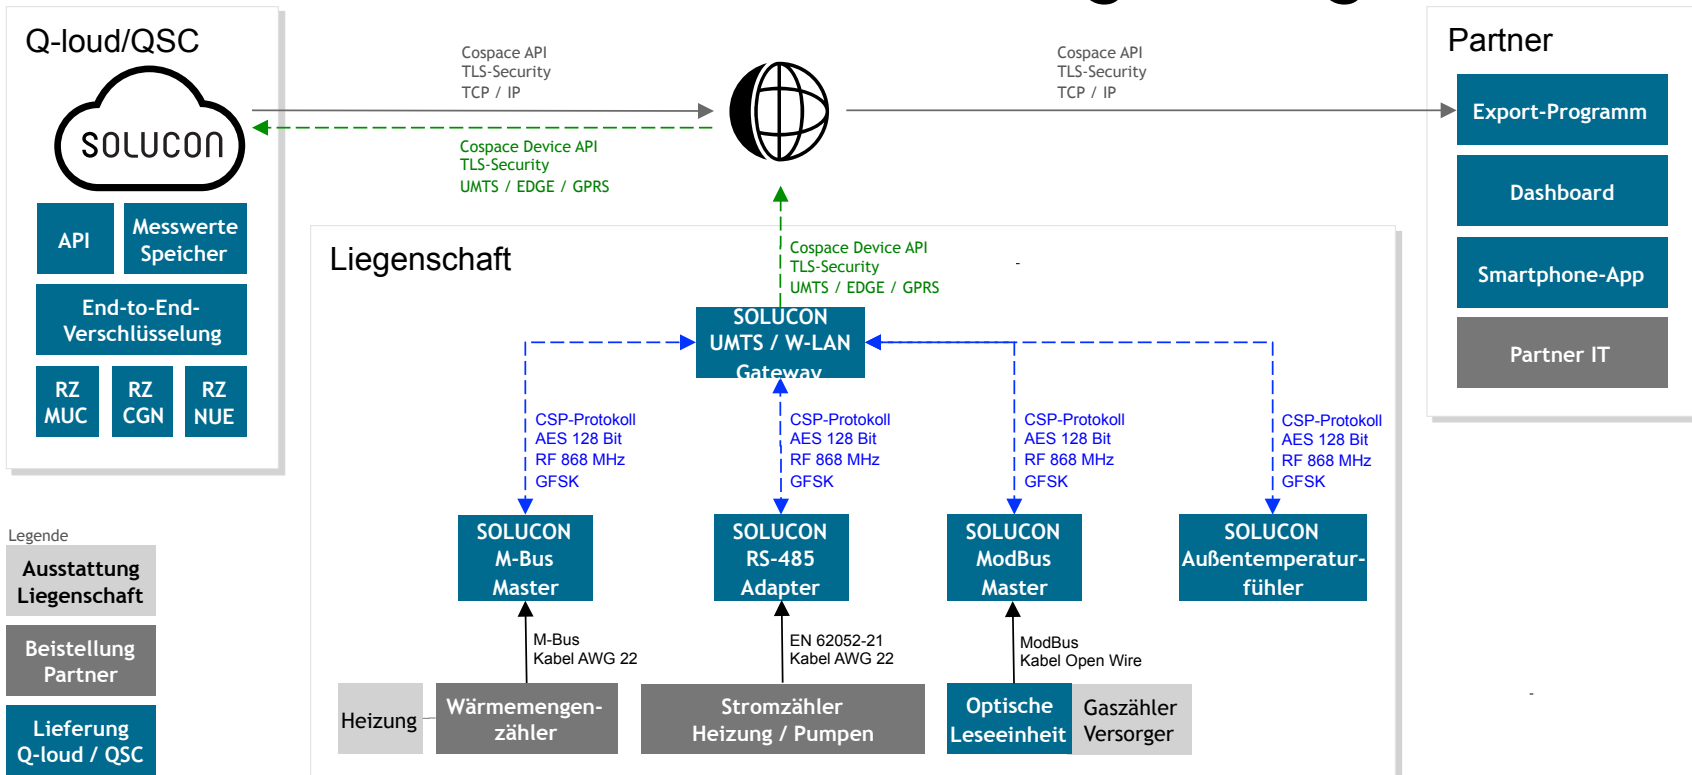 Q-loud/QSC
SOLUCON
API
Messwerte
Speicher
End-to-End-
Verschlüsselung
RZ
MUC
RZ
CGN
RZ
NUE
Cospace API
TLS-Security
TCP / IP
Cospace Device API
TLS-Security
UMTS / EDGE / GPRS
Cospace API
TLS-Security
TCP / IP
Partner
Export-Programm
Dashboard
Smartphone-App
Partner IT
Liegenschaft
Cospace Device API
TLS-Security
UMTS / EDGE / GPRS
-
SOLUCON
UMTS / W-LAN
Gateway
CSP-Protokoll
AES 128 Bit
RF 868 MHz
GFSK
CSP-Protokoll
AES 128 Bit
RF 868 MHz
GFSK
CSP-Protokoll
AES 128 Bit
RF 868 MHz
GFSK
CSP-Protokoll
AES 128 Bit
RF 868 MHz
GFSK
SOLUCON
M-Bus
Master
SOLUCON
RS-485
Adapter
SOLUCON
ModBus
Master
SOLUCON
Außentemperatur-
fühler
M-Bus
Kabel AWG 22
EN 62052-21
Kabel AWG 22
ModBus
Kabel Open Wire
Heizung
Wärmemengen-
zähler
Stromzähler
Heizung / Pumpen
Optische
Leseeinheit
Gaszähler
Versorger
-
Legende
Ausstattung
Liegenschaft
Beistellung
Partner
Lieferung
Q-loud / QSC